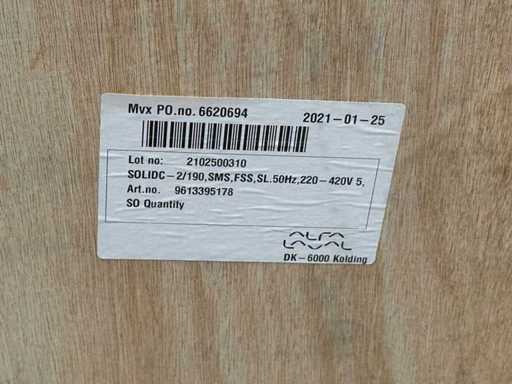 Mvx PO.no. 6620694
2021-01-25
Lot no: 2102500310
SOLIDC-2/190,SMS,FSS,SL.50Hz,220-420V 5,
Art.no. 9613395178
SO Quantity
ALFA
LAVAL
DK-6000 Kolding